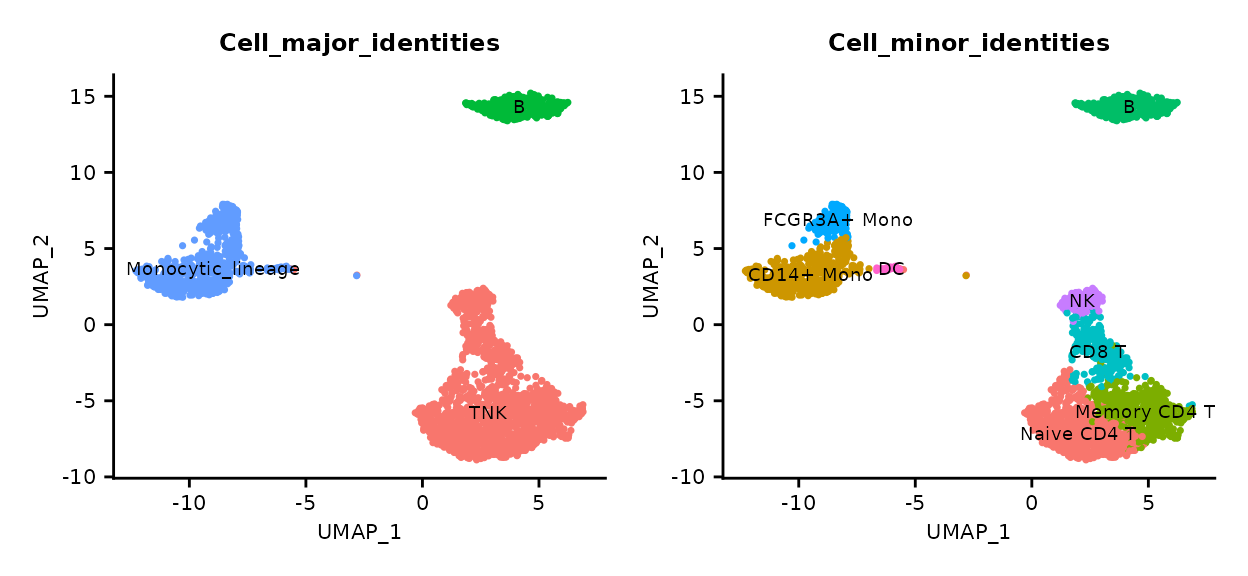 Cell_major_identities
UMAP_2
15
10
5
0
-5
-10
B
Monocytic_lineage
TNK
-10
-5
0
5
UMAP_1
Cell_minor_identities
UMAP_2
15
10
5
0
-5
-10
B
FCGR3A+ Mono
CD14+ Mono
DC
NK
CD8 T
Memory CD4 T
Naive CD4 T
-10
-5
0
5
UMAP_1